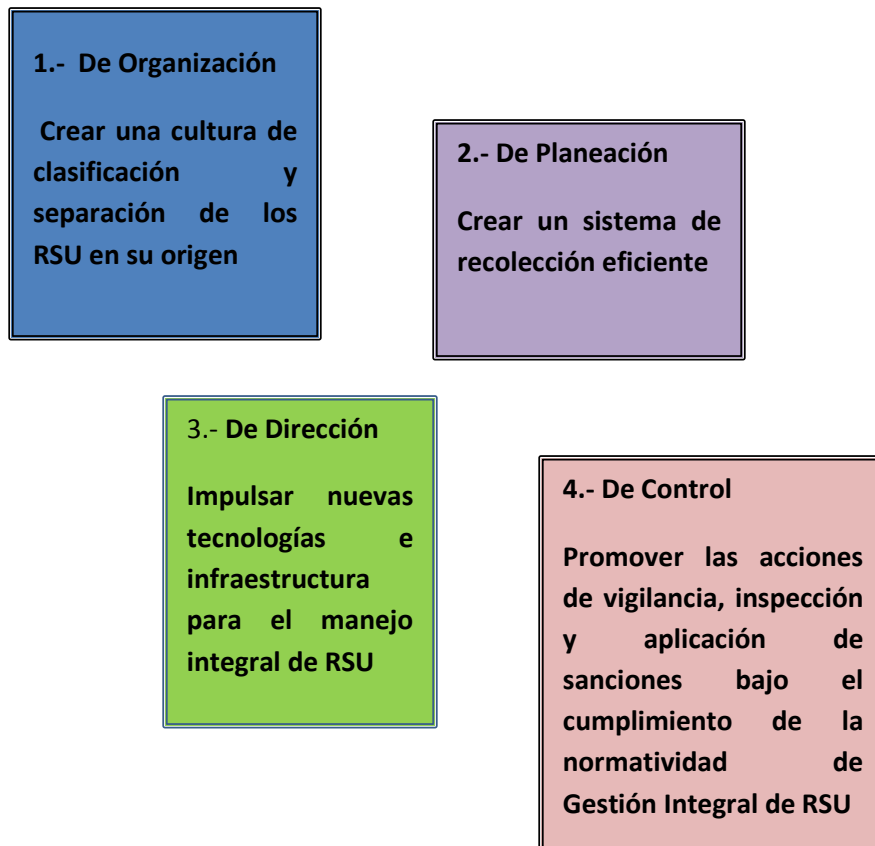 1.- De Organización
Crear una cultura de
clasificación y
separación de los
RSU en su origen
2.- De Planeación
Crear un sistema de
recolección eficiente
3.- De Dirección
Impulsar nuevas
tecnologías e
infraestructura
para el manejo
integral de RSU
4.- De Control
Promover las acciones
de vigilancia, inspección
y aplicación de
sanciones bajo el
cumplimiento de la
normatividad de
Gestión Integral de RSU